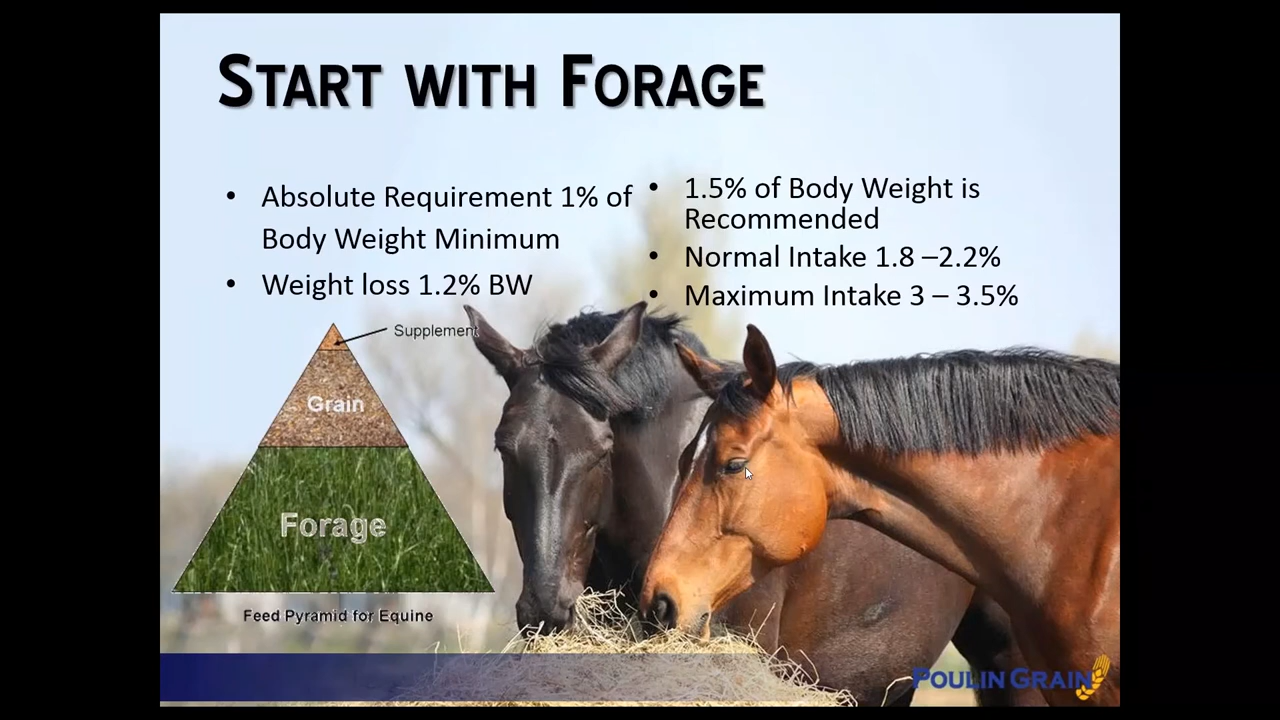 START WITH FORAGE
• Absolute Requirement 1% of
Body Weight Minimum
• Weight loss 1.2% BW
• 1.5% of Body Weight is
Recommended
• Normal Intake 1.8 –2.2%
• Maximum Intake 3 – 3.5%
Supplement
Grain
Forage
Feed Pyramid for Equine
POULIN GRAIN